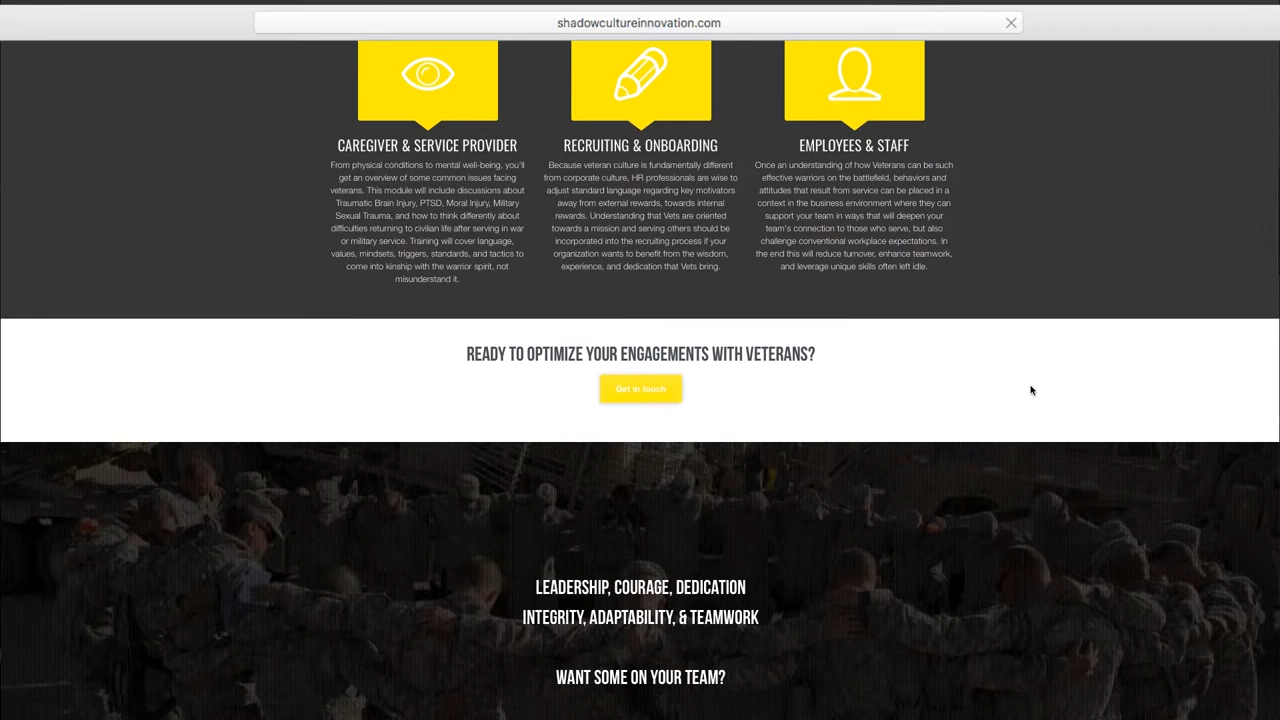 shadowcultureinnovation.com
CAREGIVER & SERVICE PROVIDER
From physical conditions to mental well-being, you'll
get an overview of some common issues facing
veterans. This module will include discussions about
Traumatic Brain Injury, PTSD, Moral Injury, Military
Sexual Trauma, and how to think differently about
difficulties returning to civilian life after serving in war
or military service. Training will cover language,
values, mindsets, triggers, standards, and tactics to
come into kinship with the warrior spirit, not
misunderstand it.
RECRUITING & ONBOARDING
Because veteran culture is fundamentally different
from corporate culture, HR professionals are wise to
adjust standard language regarding key motivators
away from external rewards, towards internal
rewards. Understanding that Vets are oriented
towards a mission and serving others should be
incorporated into the recruiting process if your
organization wants to benefit from the wisdom,
experience, and dedication that Vets bring.
EMPLOYEES & STAFF
Once an understanding of how Veterans can be such
effective warriors on the battlefield, behaviors and
attitudes that result from service can be placed in a
context in the business environment where they can
support your team in ways that will deepen your
team's connection to those who serve, but also
challenge conventional workplace expectations. In
the end this will reduce turnover, enhance teamwork,
and leverage unique skills often left idle.
READY TO OPTIMIZE YOUR ENGAGEMENTS WITH VETERANS?
Get in touch
LEADERSHIP, COURAGE, DEDICATION
INTEGRITY, ADAPTABILITY, & TEAMWORK
WANT SOME ON YOUR TEAM?